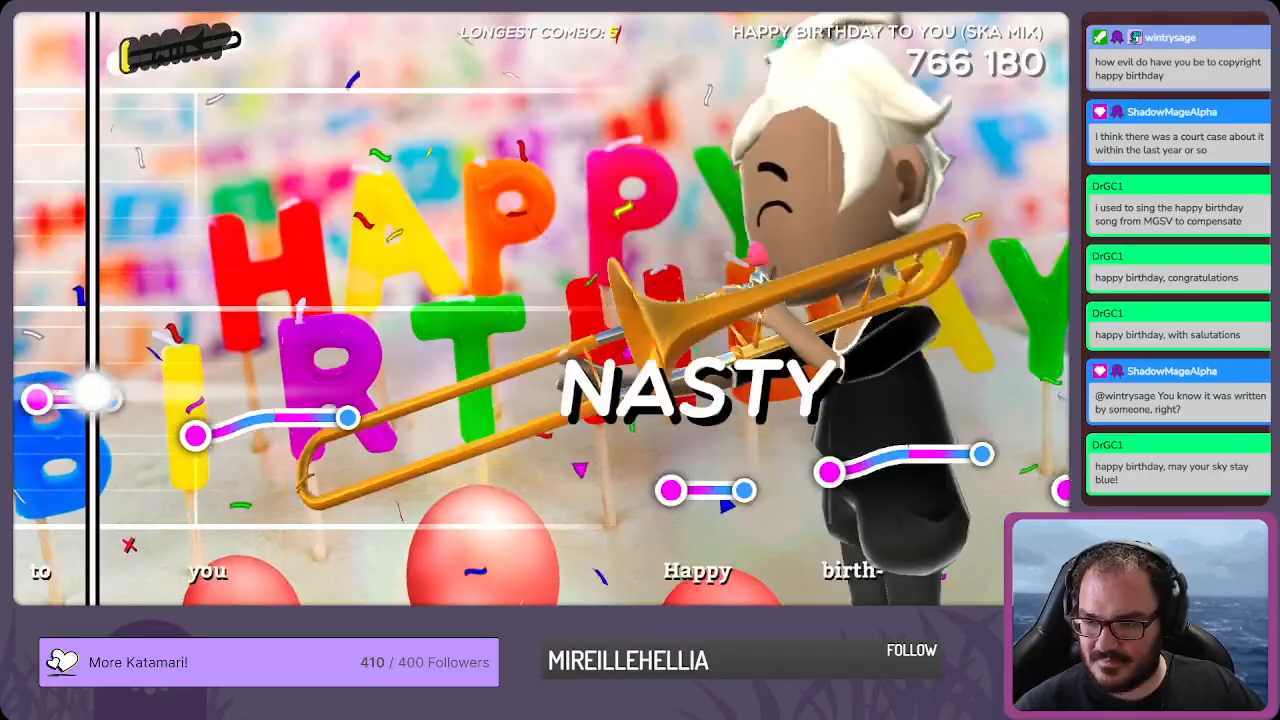 LONGEST COMBO: 5
HAPPY BIRTHDAY TO YOU (SKA MIX)
766 180
HAPPY
BIRTHDAY
NASTY
to you Happy birth-
wintrysage
how evil do have you be to copyright
happy birthday
ShadowMageAlpha
I think there was a court case about it
within the last year or so
DrGC1
i used to sing the happy birthday
song from MGSV to compensate
DrGC1
happy birthday, congratulations
DrGC1
happy birthday, with salutations
ShadowMageAlpha
@wintrysage You know it was written
by someone, right?
DrGC1
happy birthday, may your sky stay
blue!
More Katamari!
410 / 400 Followers
MIREILLEHELLIA
FOLLOW